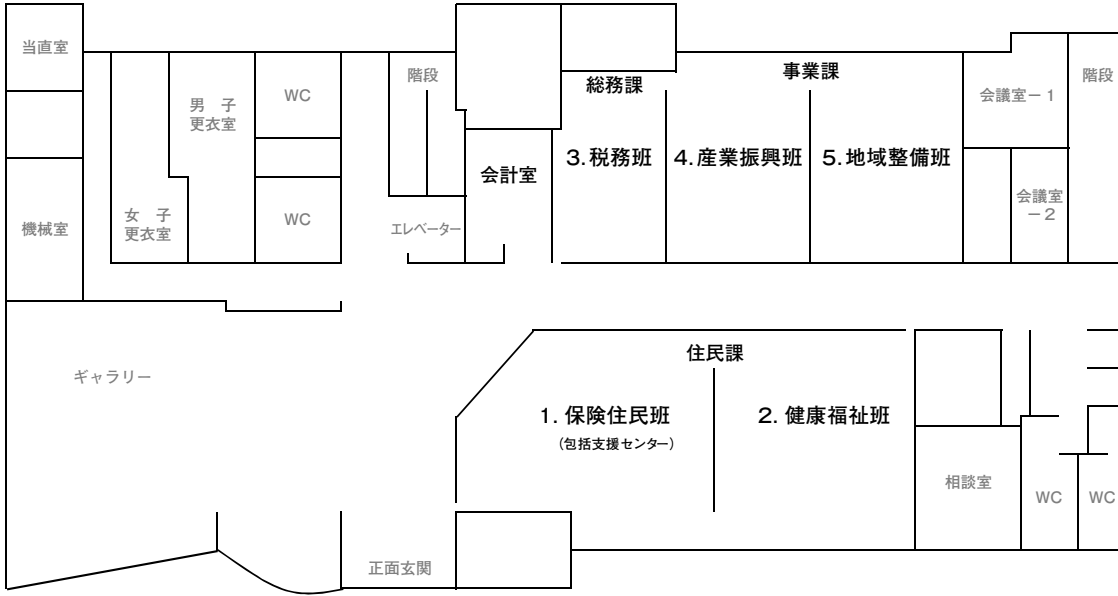 当直室
機械室
女　子
更衣室
男　子
更衣室
WC
WC
階段
エレベーター
会計室
総務課
3. 税務班
事業課
4. 産業振興班
5. 地域整備班
会議室－1
会議室
－2
階段
ギャラリー
住民課
1. 保険住民班
（包括支援センター）
2. 健康福祉班
相談室
WC
WC
正面玄関